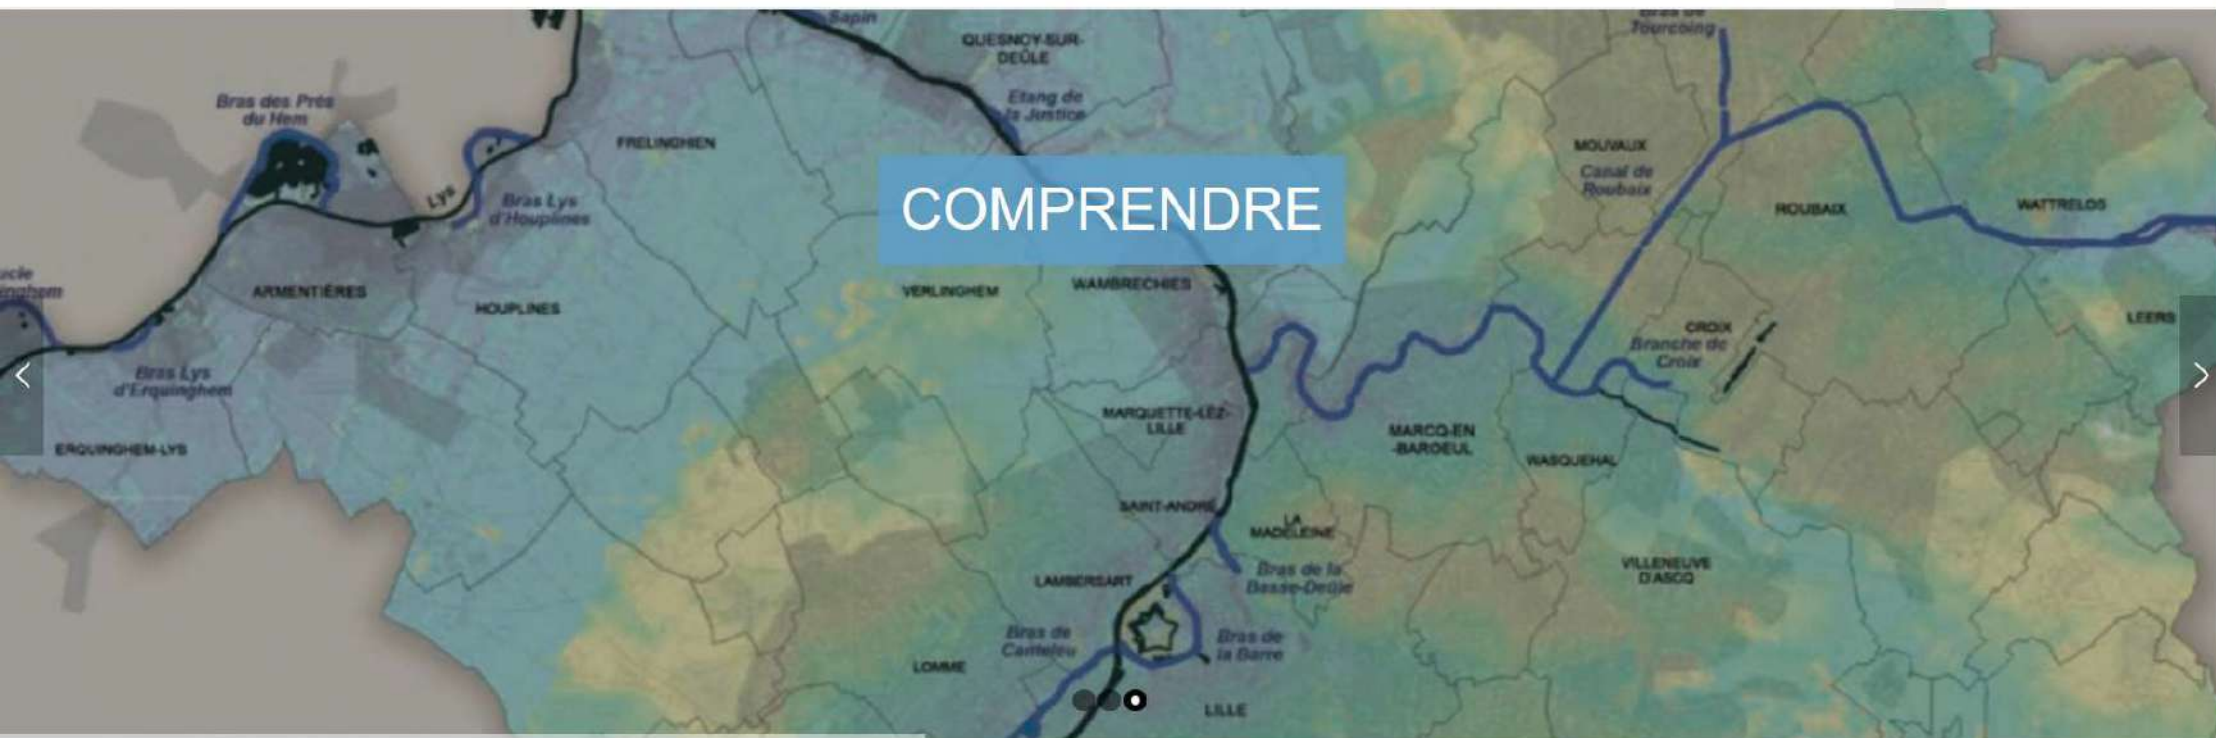 Sapin
QUESNOY-SUR-
DEÛLE
Bras de
Tourcoing
Bras des Prés
du Hem
Etang de
la Justice
FRELINGHIEN
MOUVAUX
Canal de
Roubaix
Lys
Bras Lys
d'Houplines
COMPRENDRE
ROUBAIX
WATTRELOS
ARMENTIÈRES
HOUPLINES
VERLINGHEM
WAMBRECHIES
LEERS
CROIX
Branche de
Croix
Bras Lys
d'Erquinghem
ERQUINGHEM-LYS
MARQUETTE-LEZ-
LILLE
MARCQ-EN
-BAROEUL
WASQUEHAL
SAINT-ANDRÉ
LA
MADELEINE
VILLENEUVE
D'ASCQ
LAMBERSART
Bras de la
Basse-Deûle
Bras de
Canteleu
Bras de
la Barre
LOMME
LILLE